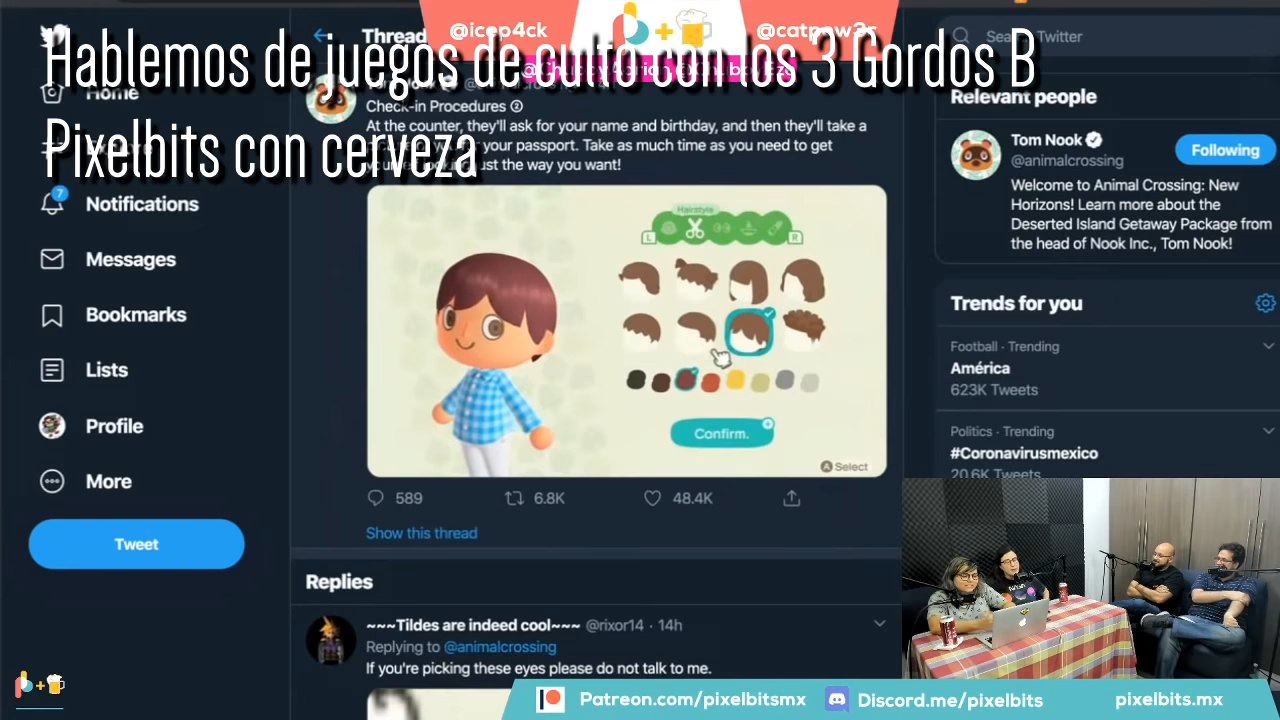 @icep4ck
@catpaw3r
Hablemos de juegos de culto con los 3 Gordos B
Pixelbits con cerveza
Thread
Home
Notifications
7
Messages
Bookmarks
Lists
Profile
More
Tweet
Check-in Procedures ②
At the counter, they'll ask for your name and birthday, and then they'll take a
your passport. Take as much time as you need to get
just the way you want!
Hairstyle
L
R
Confirm.
A Select
589
6.8K
48.4K
Show this thread
Replies
~~~Tildes are indeed cool~~~ @rixor14 · 14h
Replying to @animalcrossing
If you're picking these eyes please do not talk to me.
Search Twitter
Relevant people
Tom Nook
@animalcrossing
Following
Welcome to Animal Crossing: New
Horizons! Learn more about the
Deserted Island Getaway Package from
the head of Nook Inc., Tom Nook!
Trends for you
Football · Trending
América
623K Tweets
Politics · Trending
#Coronavirusmexico
20.6K Tweets
Patreon.com/pixelbitsmx
Discord.me/pixelbits
pixelbits.mx